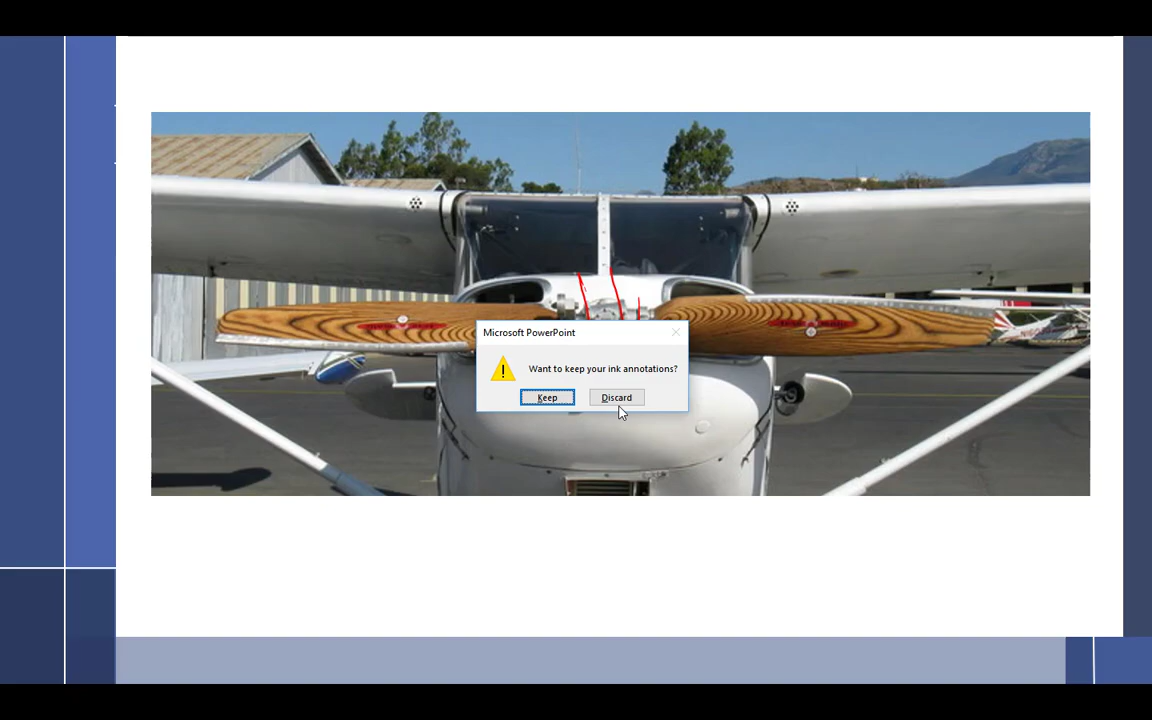 Microsoft PowerPoint
Want to keep your ink annotations?
Keep
Discard